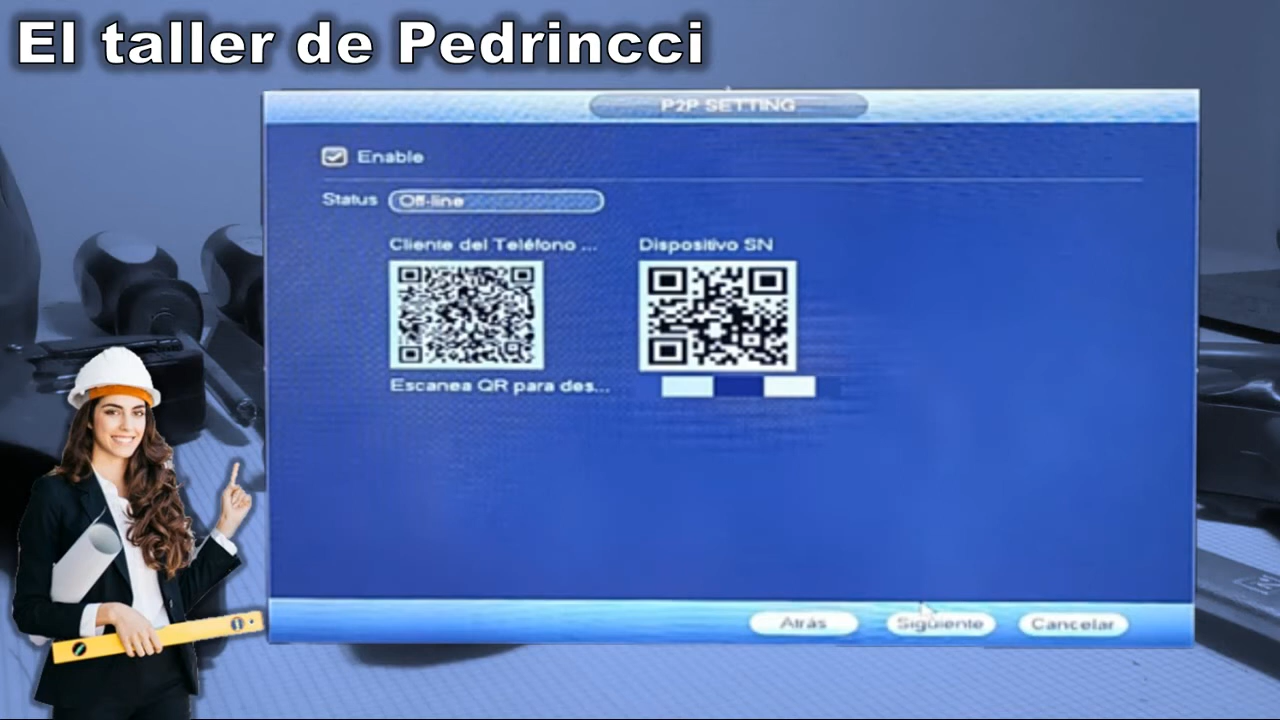 El taller de Pedrincci
P2P SETTING
Enable
Status Off-line
Cliente del Teléfono ... Dispositivo SN
Escanea QR para des...
Atrás Siguiente Cancelar